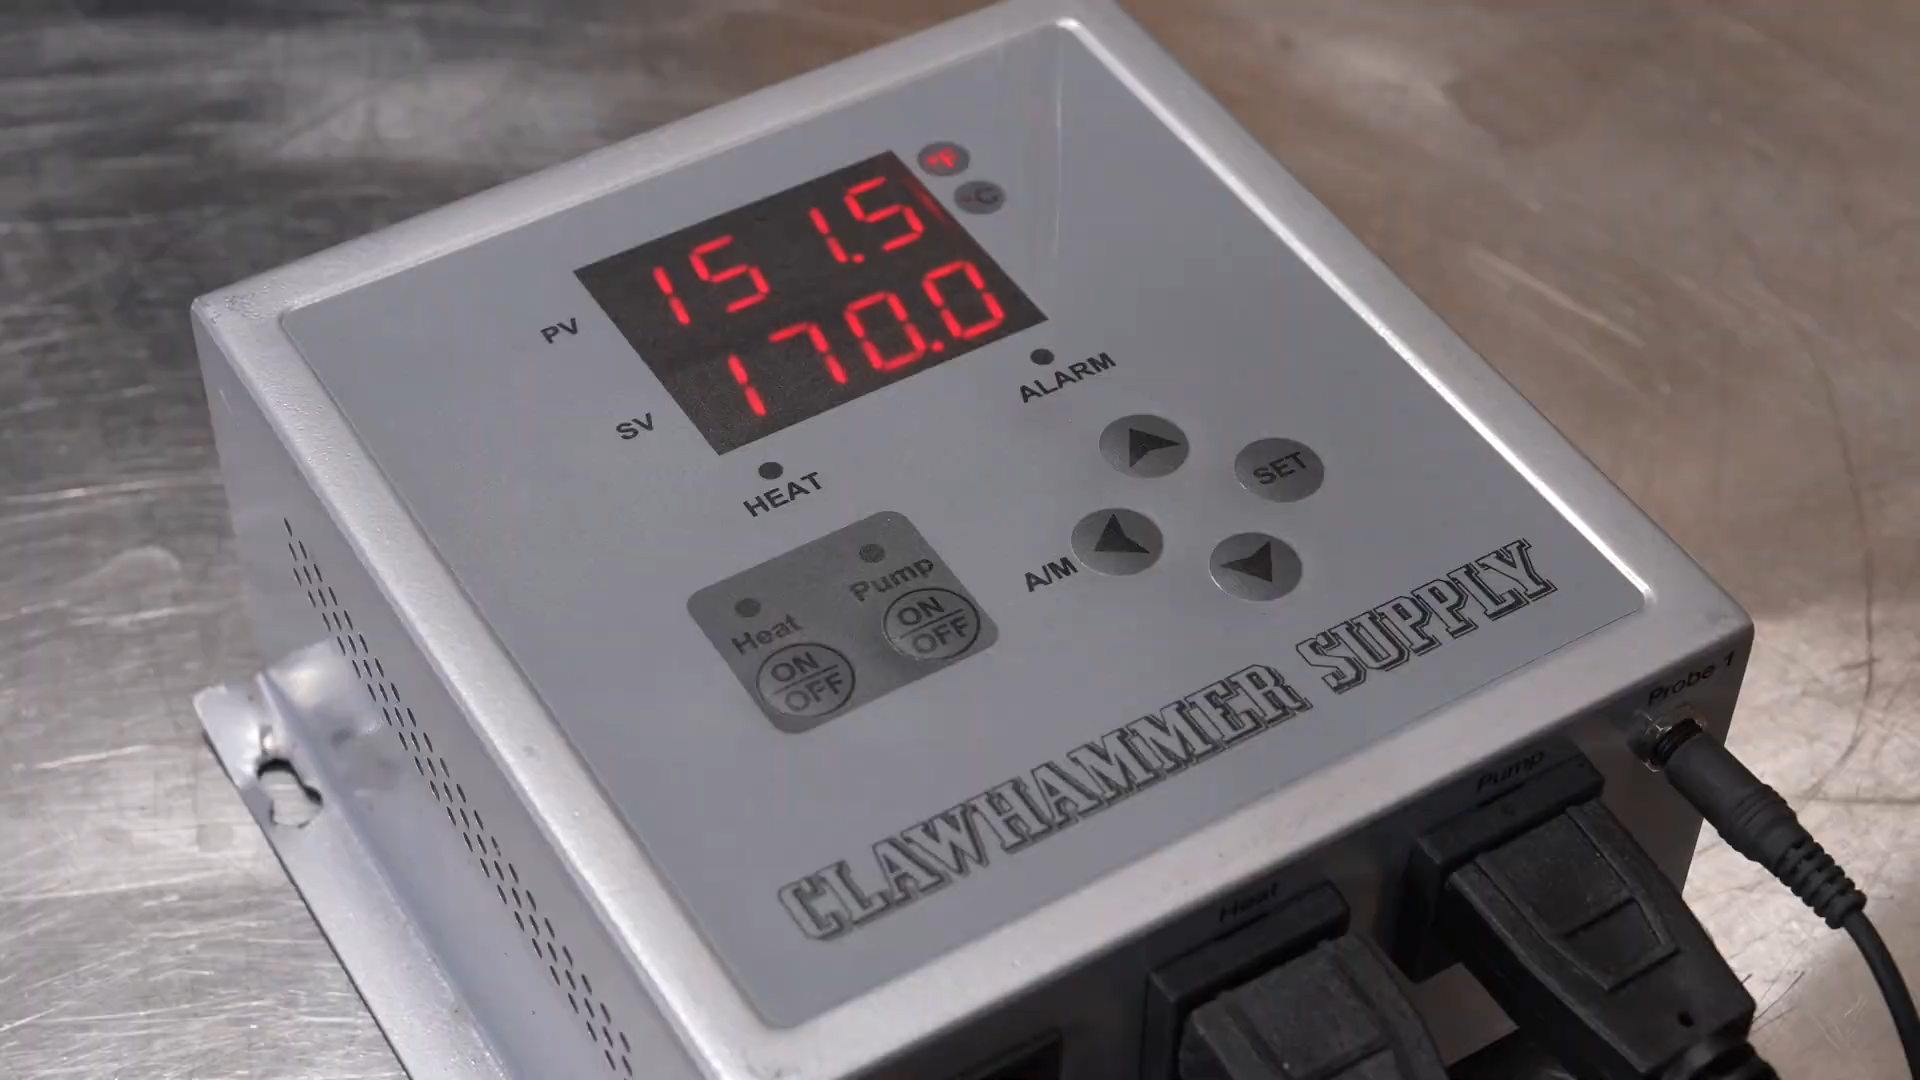 °F
°C
PV 151.5
SV 170.0
HEAT
ALARM
SET
A/M
Heat
ON
OFF
Pump
ON
OFF
CLAWHAMMER SUPPLY
Probe 1
Pump
Heat